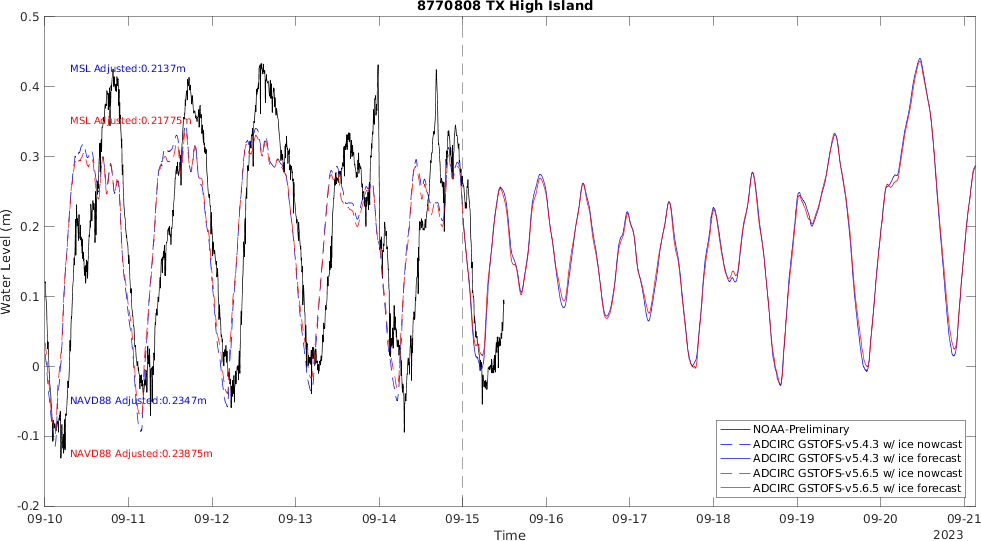 8770808 TX High Island
0.5
0.4
0.3
0.2
0.1
0
-0.1
-0.2
Water Level (m)
MSL Adjusted:0.2137m
MSL Adjusted:0.21775m
NAVD88 Adjusted:0.2347m
NAVD88 Adjusted:0.23875m
NOAA-Preliminary
ADCIRC GSTOFS-v5.4.3 w/ ice nowcast
ADCIRC GSTOFS-v5.4.3 w/ ice forecast
ADCIRC GSTOFS-v5.6.5 w/ ice nowcast
ADCIRC GSTOFS-v5.6.5 w/ ice forecast
09-10 09-11 09-12 09-13 09-14 09-15 09-16 09-17 09-18 09-19 09-20 09-21
Time
2023